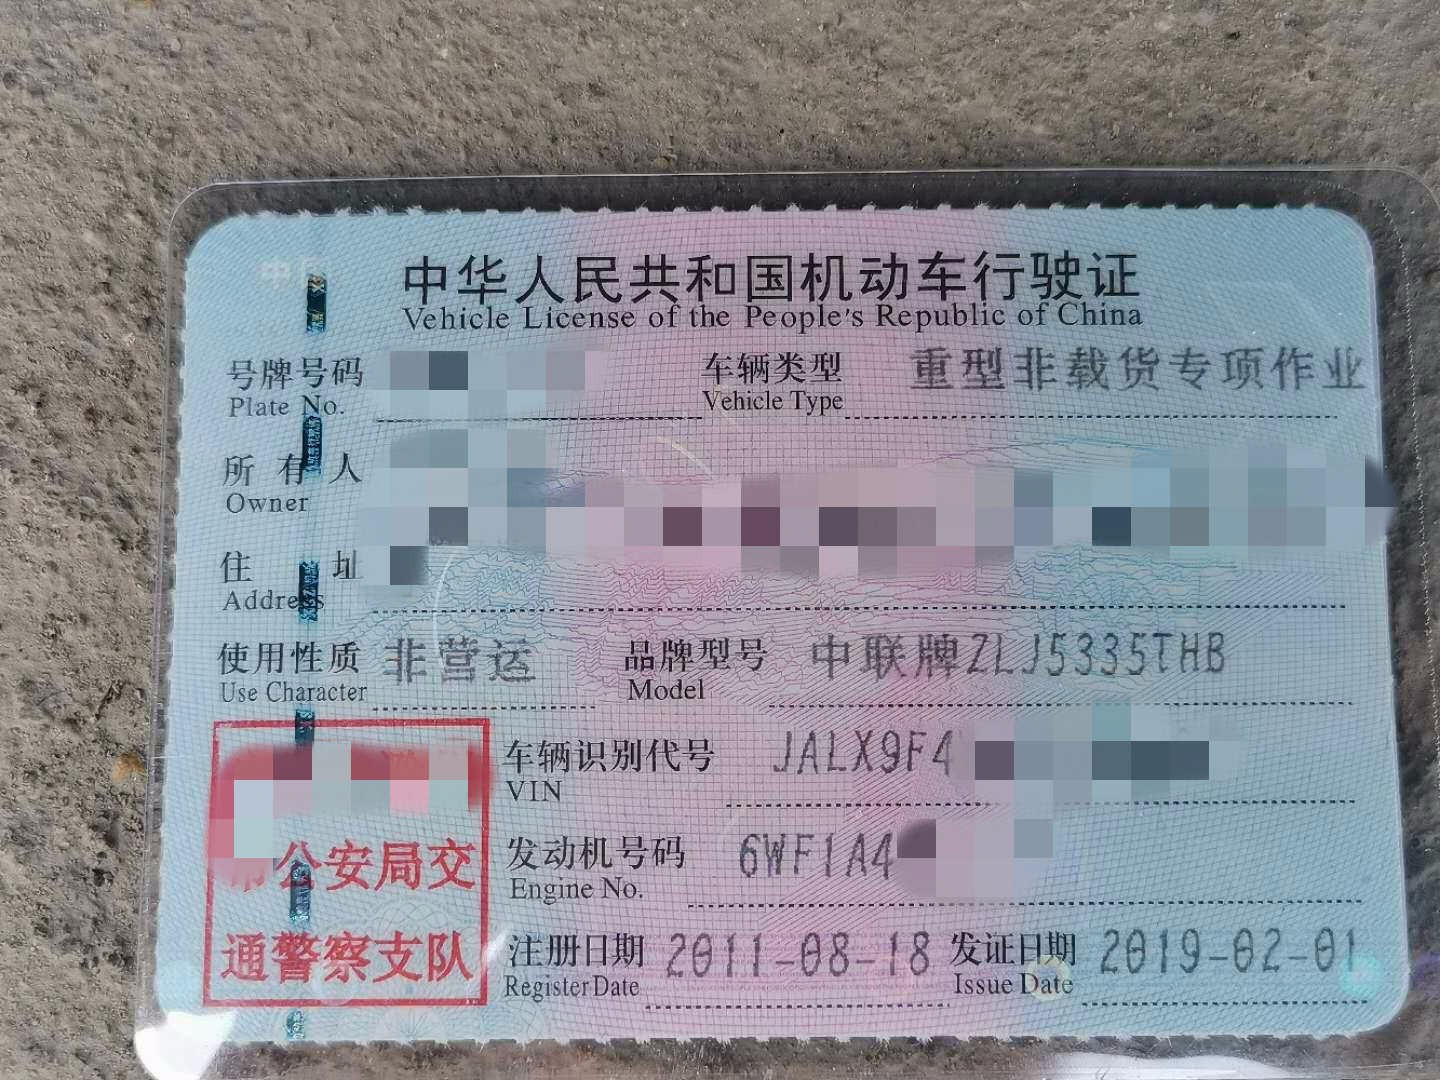 中华人民共和国机动车行驶证
Vehicle License of the People's Republic of China
号牌号码
Plate No.
车辆类型
Vehicle Type
重型非载货专项作业
所有人
Owner
住址
Address
使用性质
Use Character
非营运
品牌型号
Model
中联牌ZLJ5335THB
车辆识别代号
VIN
JALX9F4
发动机号码
Engine No.
6WF1A4
注册日期
Register Date
2011-08-18
发证日期
Issue Date
2019-02-01
公安局交
通警察支队